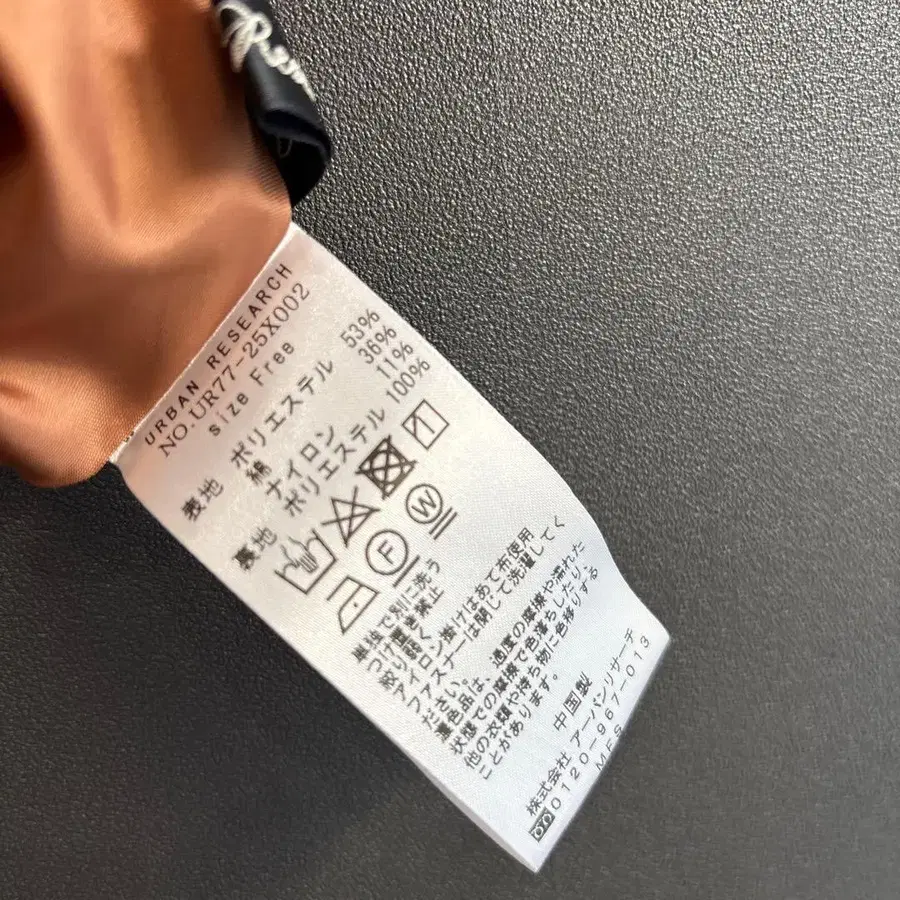 URBAN RESEARCH
NO.UR77-25X002
size Free
表地 ポリエステル 53%
綿 36%
ナイロン 11%
裏地 ポリエステル 100%
F W
単独で別に洗う
つけ置き禁止
絞り弱く
アイロン掛けはあて布使用
ファスナーは閉じて洗濯してく
ださい。
濃色品は、過度の摩擦や濡れた
状態での摩擦で色落ちしたり、
他の衣類や持ち物に色移りする
ことがあります。
中国製
株式会社 アーバンリサーチ
0120-967-013